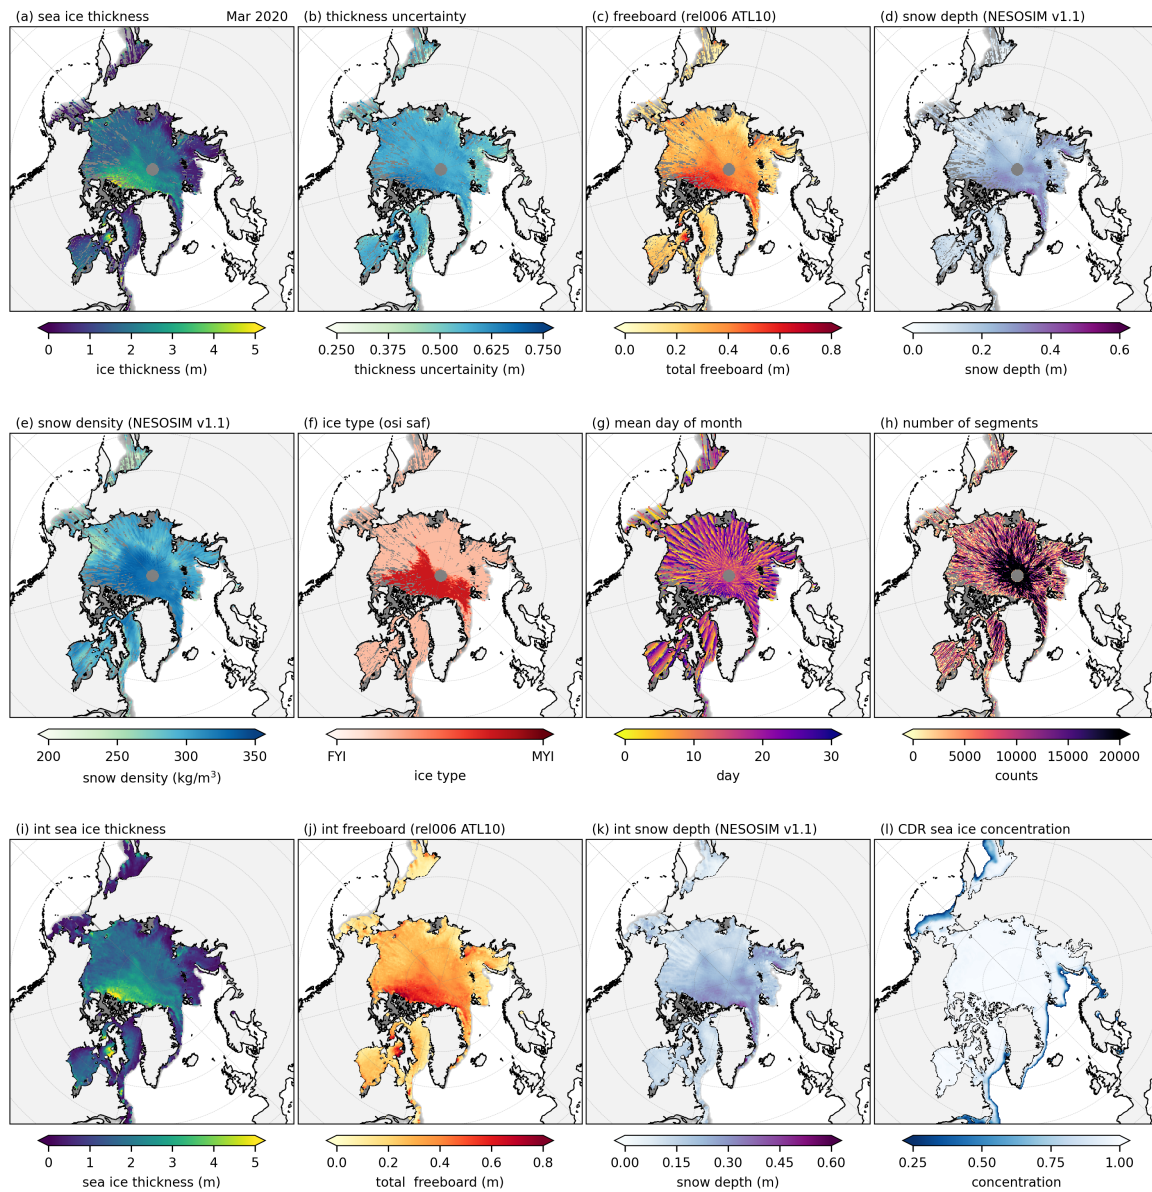 (a) sea ice thickness Mar 2020
(b) thickness uncertainty
(c) freeboard (rel006 ATL10)
(d) snow depth (NESOSIM v1.1)
0 1 2 3 4 5
ice thickness (m)
0.250 0.375 0.500 0.625 0.750
thickness uncertainity (m)
0.0 0.2 0.4 0.6 0.8
total freeboard (m)
0.0 0.2 0.4 0.6
snow depth (m)
(e) snow density (NESOSIM v1.1)
(f) ice type (osi saf)
(g) mean day of month
(h) number of segments
200 250 300 350
snow density (kg/m³)
FYI MYI
ice type
0 10 20 30
day
0 5000 10000 15000 20000
counts
(i) int sea ice thickness
(j) int freeboard (rel006 ATL10)
(k) int snow depth (NESOSIM v1.1)
(l) CDR sea ice concentration
0 1 2 3 4 5
sea ice thickness (m)
0.0 0.2 0.4 0.6 0.8
total freeboard (m)
0.00 0.15 0.30 0.45 0.60
snow depth (m)
0.25 0.50 0.75 1.00
concentration